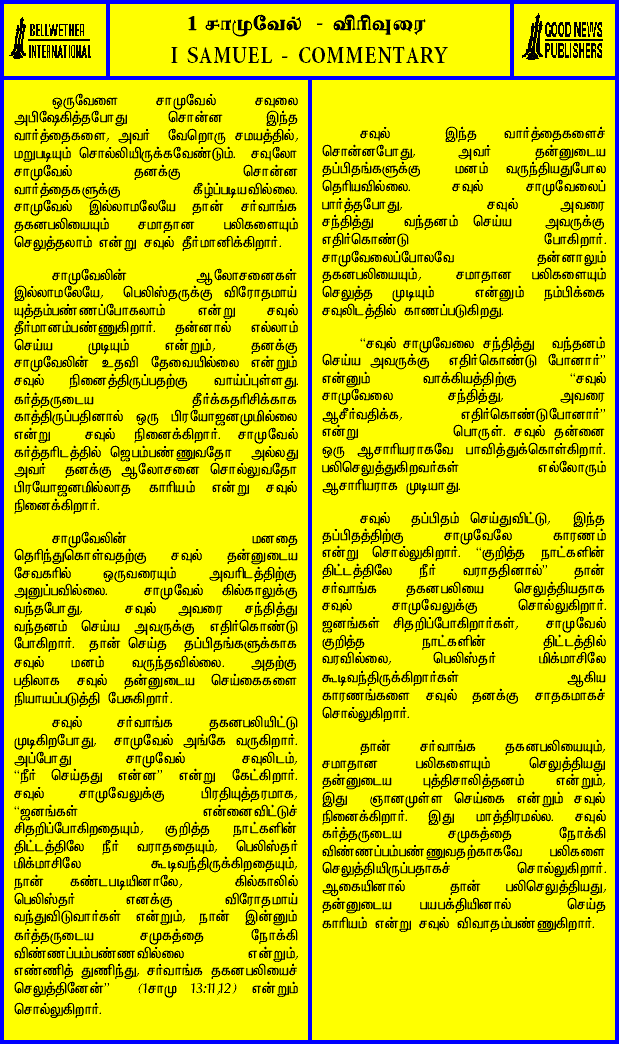 BELLWETHER
INTERNATIONAL
1 சாமுவேல் - விரிவுரை
I SAMUEL - COMMENTARY
GOOD NEWS
PUBLISHERS
ஒருவேளை சாமுவேல் சவுலை
அபிஷேகித்தபோது சொன்ன இந்த
வார்த்தைகளை, அவர் வேறொரு சமயத்தில்,
மறுபடியும் சொல்லியிருக்கவேண்டும். சவுலோ
சாமுவேல் தனக்கு சொன்ன
வார்த்தைகளுக்கு கீழ்ப்படியவில்லை.
சாமுவேல் இல்லாமலேயே தான் சர்வாங்க
தகனபலியையும் சமாதான பலிகளையும்
செலுத்தலாம் என்று சவுல் தீர்மானிக்கிறார்.
சாமுவேலின் ஆலோசனைகள்
இல்லாமலேயே, பெலிஸ்தருக்கு விரோதமாய்
யுத்தம்பண்ணப்போகலாம் என்று சவுல்
தீர்மானம்பண்ணுகிறார். தன்னால் எல்லாம்
செய்ய முடியும் என்றும், தனக்கு
சாமுவேலின் உதவி தேவையில்லை என்றும்
சவுல் நினைத்திருப்பதற்கு வாய்ப்புள்ளது.
கர்த்தருடைய தீர்க்கதரிசிக்காக
காத்திருப்பதினால் ஒரு பிரயோஜனமுமில்லை
என்று சவுல் நினைக்கிறார். சாமுவேல்
கர்த்தரிடத்தில் ஜெபம்பண்ணுவதோ அல்லது
அவர் தனக்கு ஆலோசனை சொல்லுவதோ
பிரயோஜனமில்லாத காரியம் என்று சவுல்
நினைக்கிறார்.
சாமுவேலின் மனதை
தெரிந்துகொள்வதற்கு சவுல் தன்னுடைய
சேவகரில் ஒருவரையும் அவரிடத்திற்கு
அனுப்பவில்லை. சாமுவேல் கில்காலுக்கு
வந்தபோது, சவுல் அவரை சந்தித்து
வந்தனம் செய்ய அவருக்கு எதிர்கொண்டு
போகிறார். தான் செய்த தப்பிதங்களுக்காக
சவுல் மனம் வருந்தவில்லை. அதற்கு
பதிலாக சவுல் தன்னுடைய செய்கைகளை
நியாயப்படுத்தி பேசுகிறார்.
சவுல் சர்வாங்க தகனபலியிட்டு
முடிகிறபோது, சாமுவேல் அங்கே வருகிறார்.
அப்போது சாமுவேல் சவுலிடம்,
“நீர் செய்தது என்ன” என்று கேட்கிறார்.
சவுல் சாமுவேலுக்கு பிரதியுத்தரமாக,
“ஜனங்கள் என்னைவிட்டுச்
சிதறிப்போகிறதையும், குறித்த நாட்களின்
திட்டத்திலே நீர் வராததையும், பெலிஸ்தர்
மிக்மாசிலே கூடிவந்திருக்கிறதையும்,
நான் கண்டபடியினாலே, கில்காலில்
பெலிஸ்தர் எனக்கு விரோதமாய்
வந்துவிடுவார்கள் என்றும், நான் இன்னும்
கர்த்தருடைய சமுகத்தை நோக்கி
விண்ணப்பம்பண்ணவில்லை என்றும்,
எண்ணித் துணிந்து, சர்வாங்க தகனபலியைச்
செலுத்தினேன்” (1சாமு 13:11,12) என்றும்
சொல்லுகிறார்.
சவுல் இந்த வார்த்தைகளைச்
சொன்னபோது, அவர் தன்னுடைய
தப்பிதங்களுக்கு மனம் வருந்தியதுபோல
தெரியவில்லை. சவுல் சாமுவேலைப்
பார்த்தபோது, சவுல் அவரை
சந்தித்து வந்தனம் செய்ய அவருக்கு
எதிர்கொண்டு போகிறார்.
சாமுவேலைப்போலவே தன்னாலும்
தகனபலியையும், சமாதான பலிகளையும்
செலுத்த முடியும் என்னும் நம்பிக்கை
சவுலிடத்தில் காணப்படுகிறது.
“சவுல் சாமுவேலை சந்தித்து வந்தனம்
செய்ய அவருக்கு எதிர்கொண்டு போனார்”
என்னும் வாக்கியத்திற்கு “சவுல்
சாமுவேலை சந்தித்து, அவரை
ஆசீர்வதிக்க, எதிர்கொண்டுபோனார்”
என்று பொருள். சவுல் தன்னை
ஒரு ஆசாரியராகவே பாவித்துக்கொள்கிறார்.
பலிசெலுத்துகிறவர்கள் எல்லோரும்
ஆசாரியராக முடியாது.
சவுல் தப்பிதம் செய்துவிட்டு, இந்த
தப்பிதத்திற்கு சாமுவேலே காரணம்
என்று சொல்லுகிறார். “குறித்த நாட்களின்
திட்டத்திலே நீர் வராததினால்” தான்
சர்வாங்க தகனபலியை செலுத்தியதாக
சவுல் சாமுவேலுக்கு சொல்லுகிறார்.
ஜனங்கள் சிதறிப்போகிறார்கள், சாமுவேல்
குறித்த நாட்களின் திட்டத்தில்
வரவில்லை, பெலிஸ்தர் மிக்மாசிலே
கூடிவந்திருக்கிறார்கள் ஆகிய
காரணங்களை சவுல் தனக்கு சாதகமாகச்
சொல்லுகிறார்.
தான் சர்வாங்க தகனபலியையும்,
சமாதான பலிகளையும் செலுத்தியது
தன்னுடைய புத்திசாலித்தனம் என்றும்,
இது ஞானமுள்ள செய்கை என்றும் சவுல்
நினைக்கிறார். இது மாத்திரமல்ல. சவுல்
கர்த்தருடைய சமுகத்தை நோக்கி
விண்ணப்பம்பண்ணுவதற்காகவே பலிகளை
செலுத்தியிருப்பதாகச் சொல்லுகிறார்.
ஆகையினால் தான் பலிசெலுத்தியது,
தன்னுடைய பயபக்தியினால் செய்த
காரியம் என்று சவுல் விவாதம்பண்ணுகிறார்.